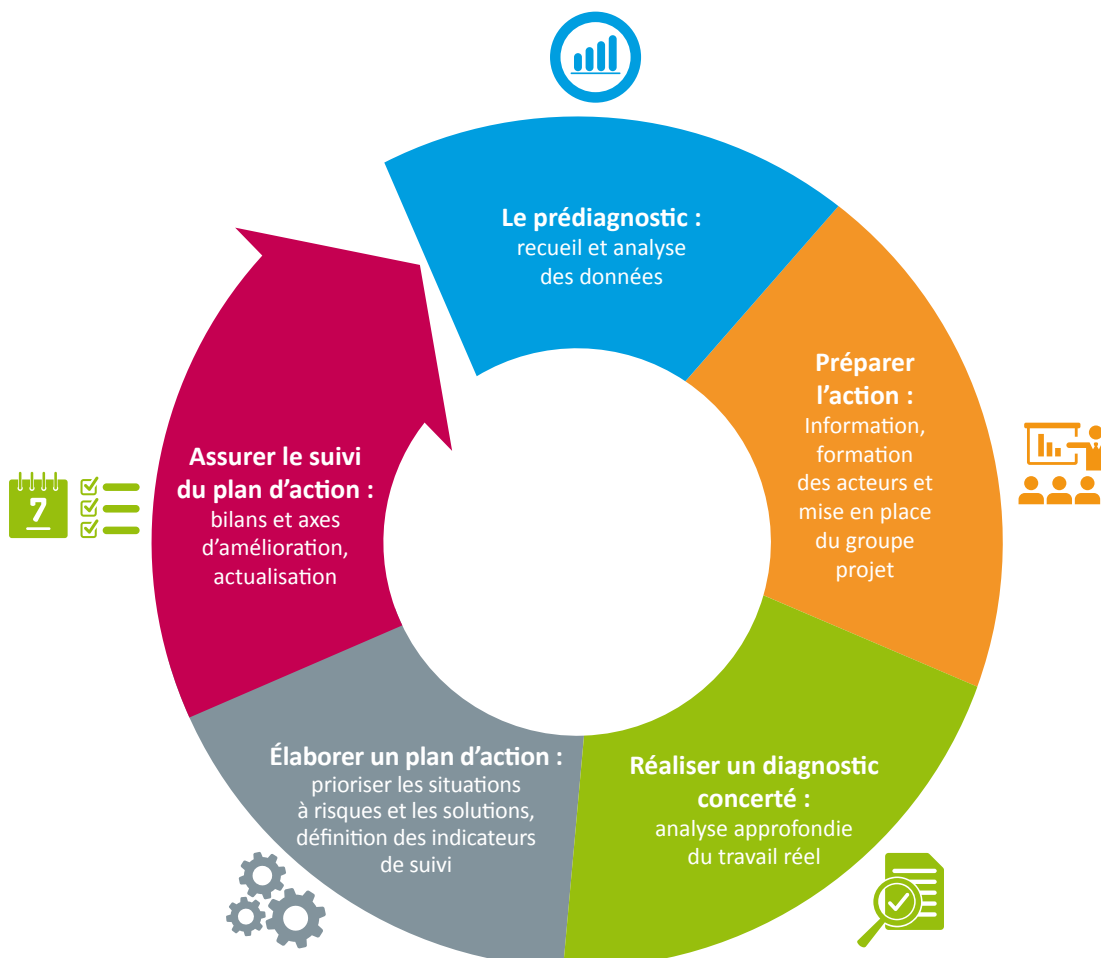 Le prédiagnostic :
recueil et analyse
des données
Préparer
l’action :
Information,
formation
des acteurs et
mise en place
du groupe
projet
Réaliser un diagnostic
concerté :
analyse approfondie
du travail réel
Élaborer un plan d’action :
prioriser les situations
à risques et les solutions,
définition des indicateurs
de suivi
Assurer le suivi
du plan d’action :
bilans et axes
d’amélioration,
actualisation
7